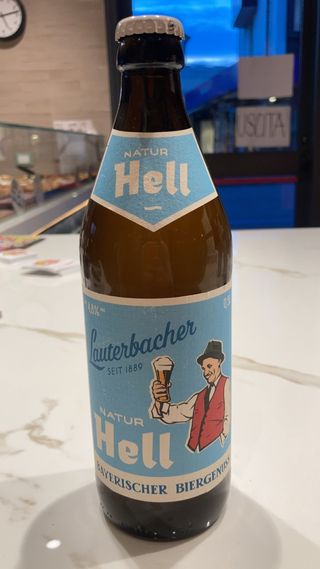 NATUR
Hell
USCITA
Lauterbacher
SEIT 1889
NATUR
Hell
BAYERISCHER BIERGENUSS